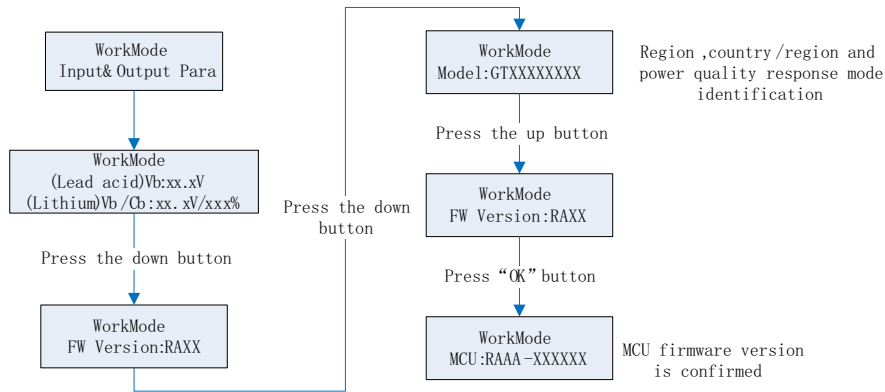 WorkMode
Input& Output Para
WorkMode
(Lead acid)Vb:xx.xV
(Lithium)Vb/Cb:xx.xV/xxx%
Press the down button
WorkMode
FW Version:RAXX
Press the down
button
WorkMode
Model:GTXXXXXXXX
Region ,country/region and
power quality response mode
identification
Press the up button
WorkMode
FW Version:RAXX
Press “OK” button
WorkMode
MCU:RAAA-XXXXXX
MCU firmware version
is confirmed